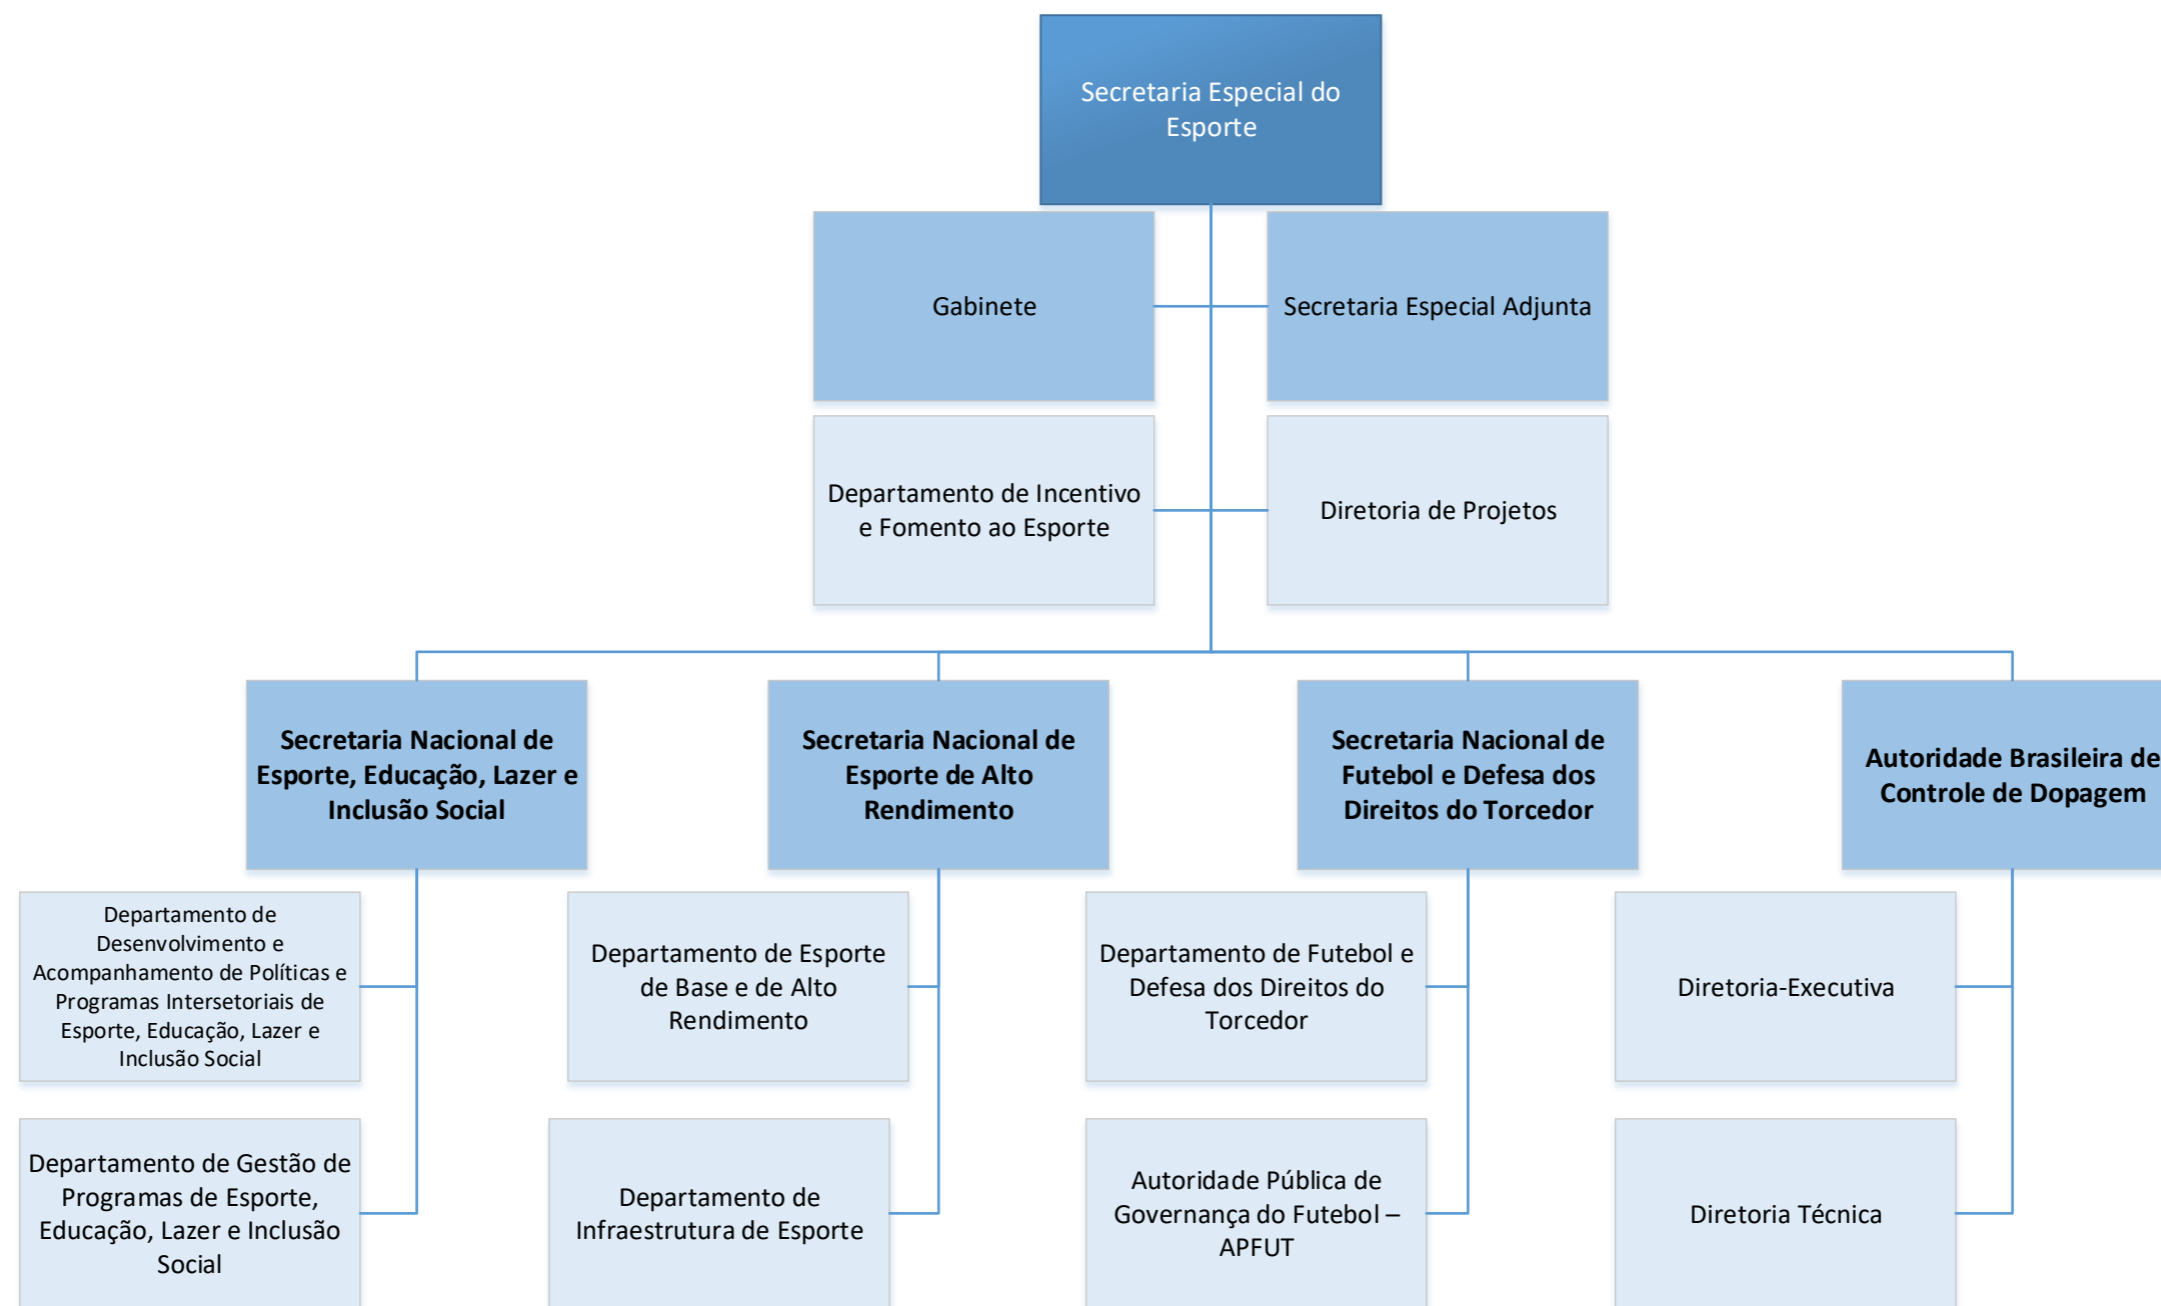 Secretaria Especial do
Esporte
Gabinete
Secretaria Especial Adjunta
Departamento de Incentivo
e Fomento ao Esporte
Diretoria de Projetos
Secretaria Nacional de
Esporte, Educação, Lazer e
Inclusão Social
Secretaria Nacional de
Esporte de Alto
Rendimento
Secretaria Nacional de
Futebol e Defesa dos
Direitos do Torcedor
Autoridade Brasileira de
Controle de Dopagem
Departamento de
Desenvolvimento e
Acompanhamento de Políticas e
Programas Intersetoriais de
Esporte, Educação, Lazer e
Inclusão Social
Departamento de Esporte
de Base e de Alto
Rendimento
Departamento de Futebol e
Defesa dos Direitos do
Torcedor
Diretoria-Executiva
Departamento de Gestão de
Programas de Esporte,
Educação, Lazer e Inclusão
Social
Departamento de
Infraestrutura de Esporte
Autoridade Pública de
Governança do Futebol –
APFUT
Diretoria Técnica